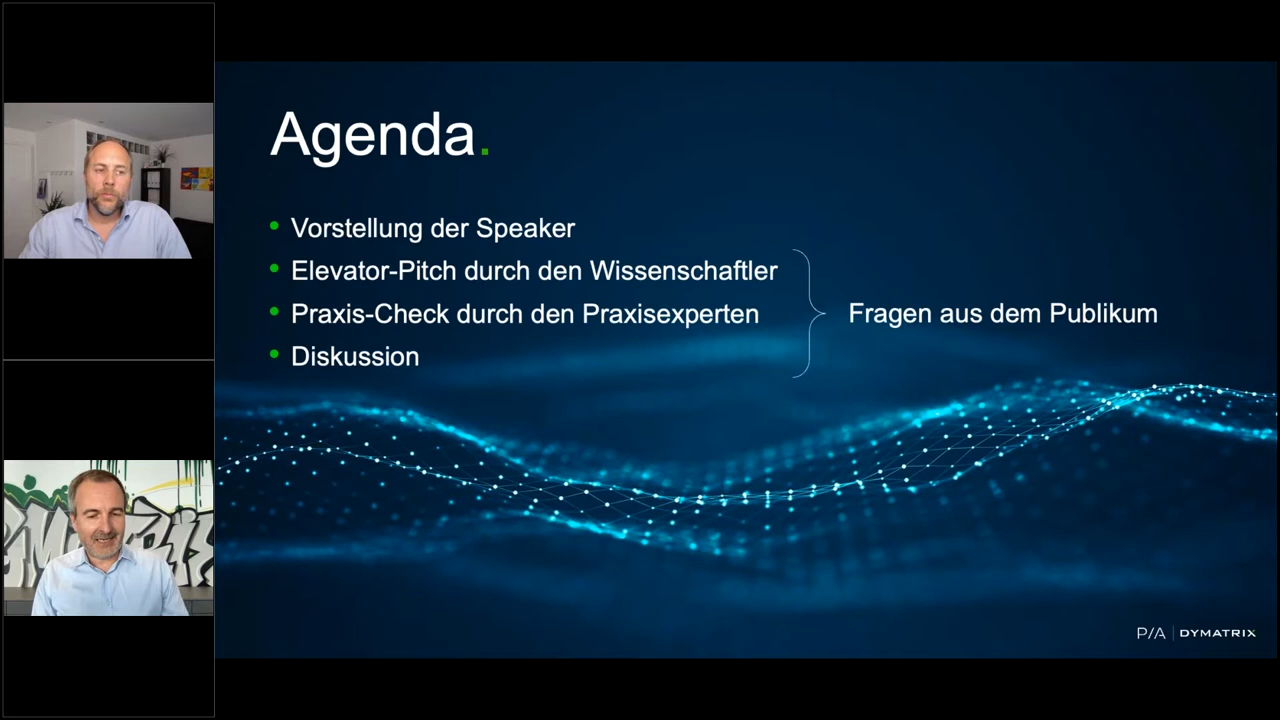 Agenda.
Vorstellung der Speaker
Elevator-Pitch durch den Wissenschaftler
Praxis-Check durch den Praxisexperten
Diskussion
Fragen aus dem Publikum
P/A | DYMATRIX